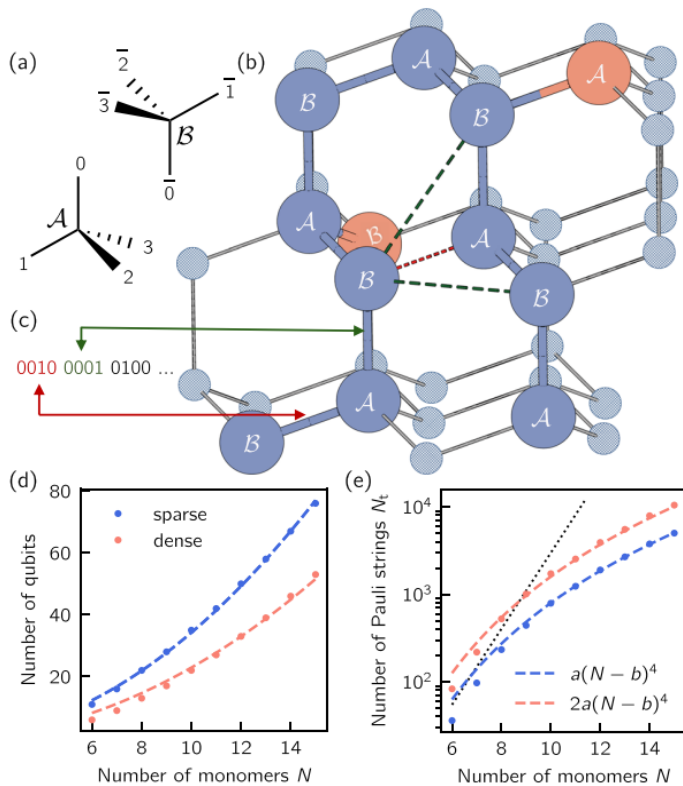 (a)
2̅
3̅
1̅
ℬ
0̅
0
𝒜
1
3
2
(b)
𝒜
𝒜
ℬ
ℬ
𝒜
ℬ
𝒜
ℬ
ℬ
(c)
0010 0001 0100 ...
𝒜
𝒜
ℬ
(d)
80
60
40
20
Number of qubits
sparse
dense
6 8 10 12 14
Number of monomers N
(e)
10⁴
10³
10²
Number of Pauli strings Nₜ
a(N − b)⁴
2a(N − b)⁴
6 8 10 12 14
Number of monomers N